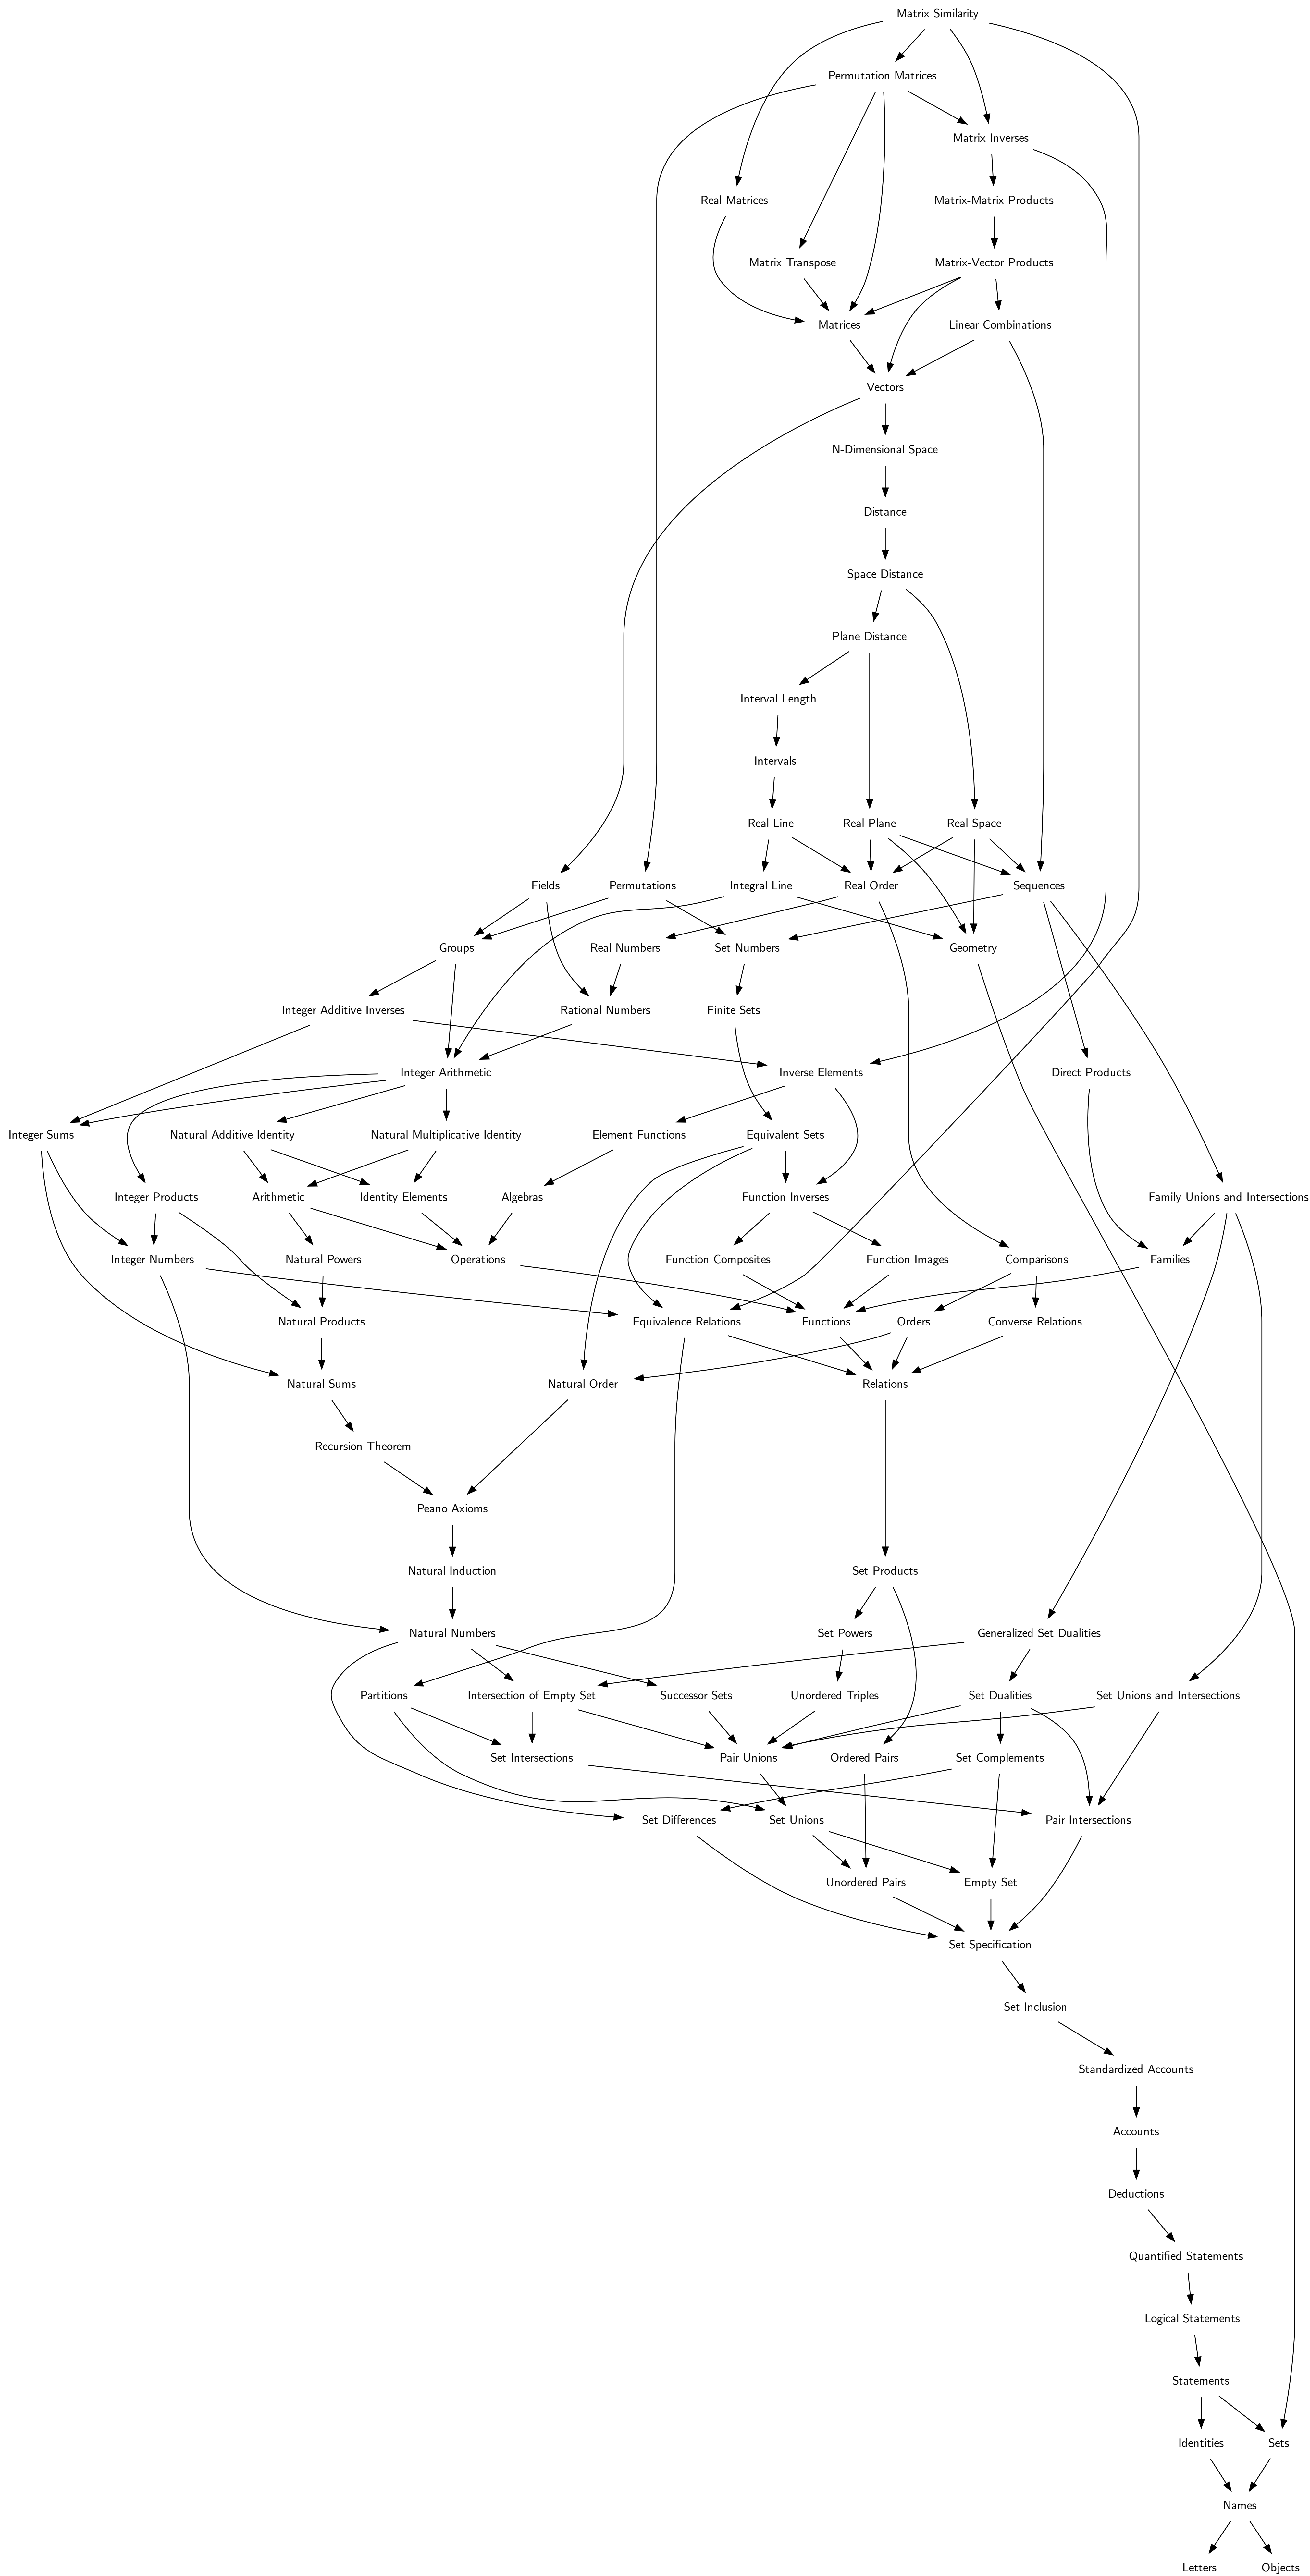 Matrix Similarity
Permutation Matrices
Matrix Inverses
Real Matrices
Matrix-Matrix Products
Matrix Transpose
Matrix-Vector Products
Matrices
Linear Combinations
Vectors
N-Dimensional Space
Distance
Space Distance
Plane Distance
Interval Length
Intervals
Real Line
Real Plane
Real Space
Fields
Permutations
Integral Line
Real Order
Sequences
Groups
Real Numbers
Set Numbers
Geometry
Integer Additive Inverses
Rational Numbers
Finite Sets
Integer Arithmetic
Inverse Elements
Direct Products
Integer Sums
Natural Additive Identity
Natural Multiplicative Identity
Element Functions
Equivalent Sets
Integer Products
Arithmetic
Identity Elements
Algebras
Function Inverses
Family Unions and Intersections
Integer Numbers
Natural Powers
Operations
Function Composites
Function Images
Comparisons
Families
Natural Products
Equivalence Relations
Functions
Orders
Converse Relations
Natural Sums
Natural Order
Relations
Recursion Theorem
Peano Axioms
Natural Induction
Set Products
Natural Numbers
Set Powers
Generalized Set Dualities
Partitions
Intersection of Empty Set
Successor Sets
Unordered Triples
Set Dualities
Set Unions and Intersections
Set Intersections
Pair Unions
Ordered Pairs
Set Complements
Set Differences
Set Unions
Pair Intersections
Unordered Pairs
Empty Set
Set Specification
Set Inclusion
Standardized Accounts
Accounts
Deductions
Quantified Statements
Logical Statements
Statements
Identities
Sets
Names
Letters
Objects